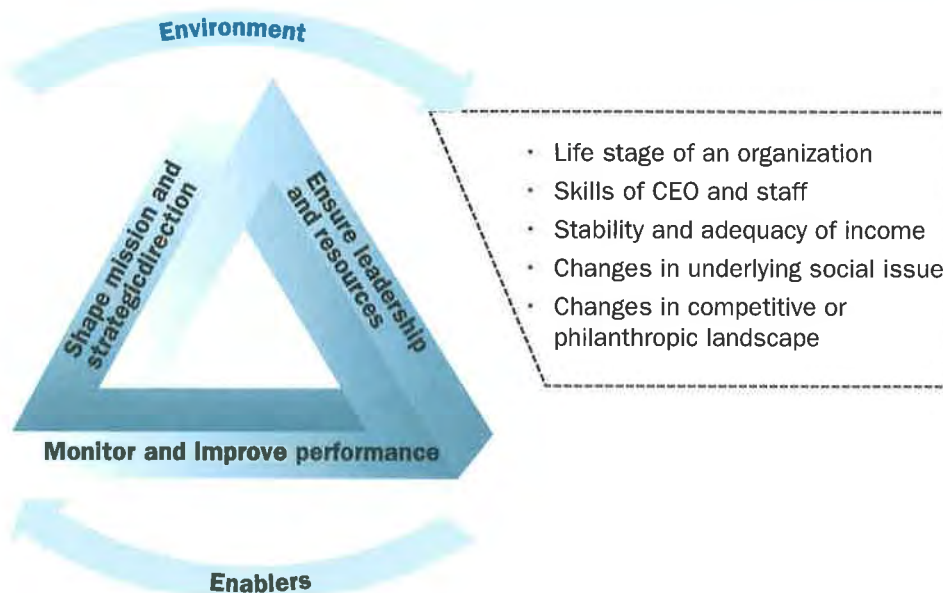 Environment
Shape mission and
strategicdirection
Ensure leadership
and resources
Monitor and Improve performance
Enablers
· Life stage of an organization
· Skills of CEO and staff
· Stability and adequacy of income
· Changes in underlying social issue
· Changes in competitive or
philanthropic landscape